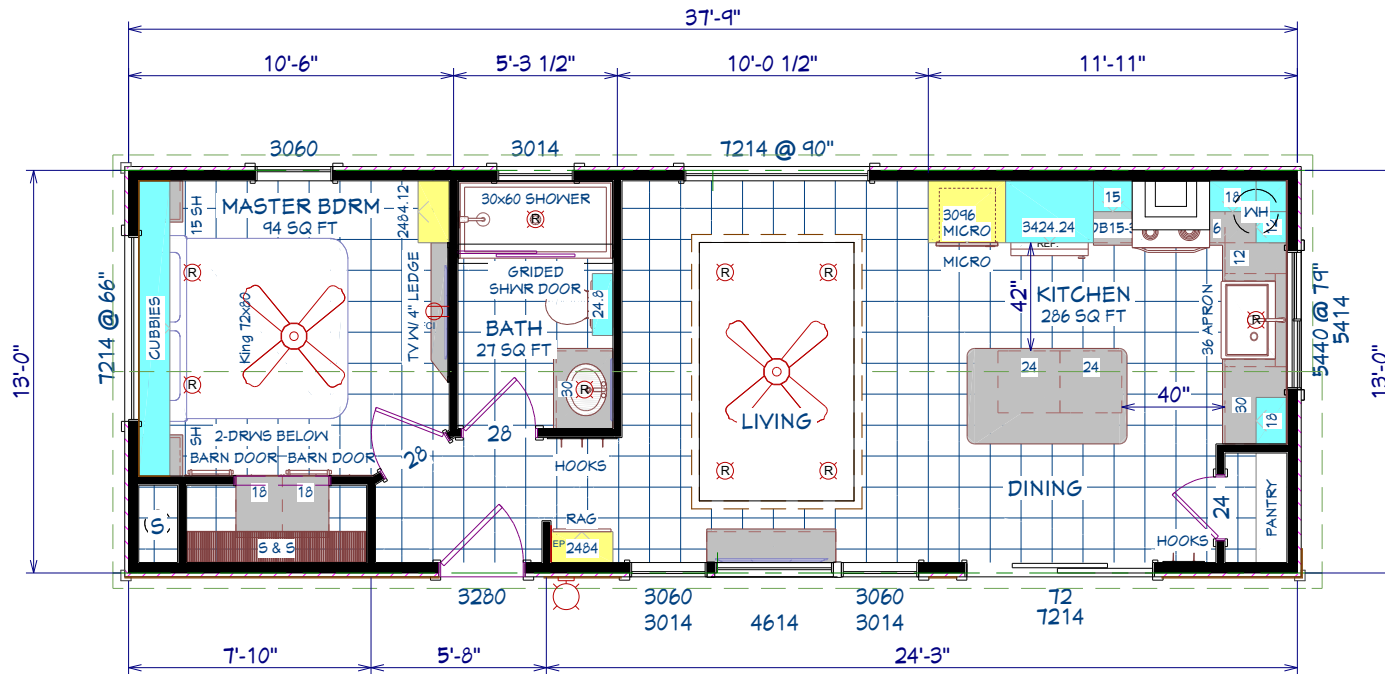 37'-9"
10'-6"
5'-3 1/2"
10'-0 1/2"
11'-11"
3060
3014
7214 @ 90"
15 SH
MASTER BDRM
94 SQ FT
2484.12
30x60 SHOWER
R
3096
MICRO
MICRO
3424.24
REP.
15
DB15-3
6
18
WH
12
12
GRIDED
SHWR DOOR
24.8
BATH
27 SQ FT
30
R
R
R
R
R
R
R
R
CUBBIES
King 72x80
TV W/ 4" LEDGE
7214 @ 66"
13'-0"
42"
KITCHEN
286 SQ FT
36 APRON
5440 @ 79"
5414
13'-0"
24
24
40"
30
18
LIVING
SH
2-DRWS BELOW
BARN DOOR
BARN DOOR
28
28
HOOKS
18
18
S
S & S
RAG
EP
2484
DINING
24
PANTRY
HOOKS
3280
3060
3014
4614
3060
3014
72
7214
7'-10"
5'-8"
24'-3"